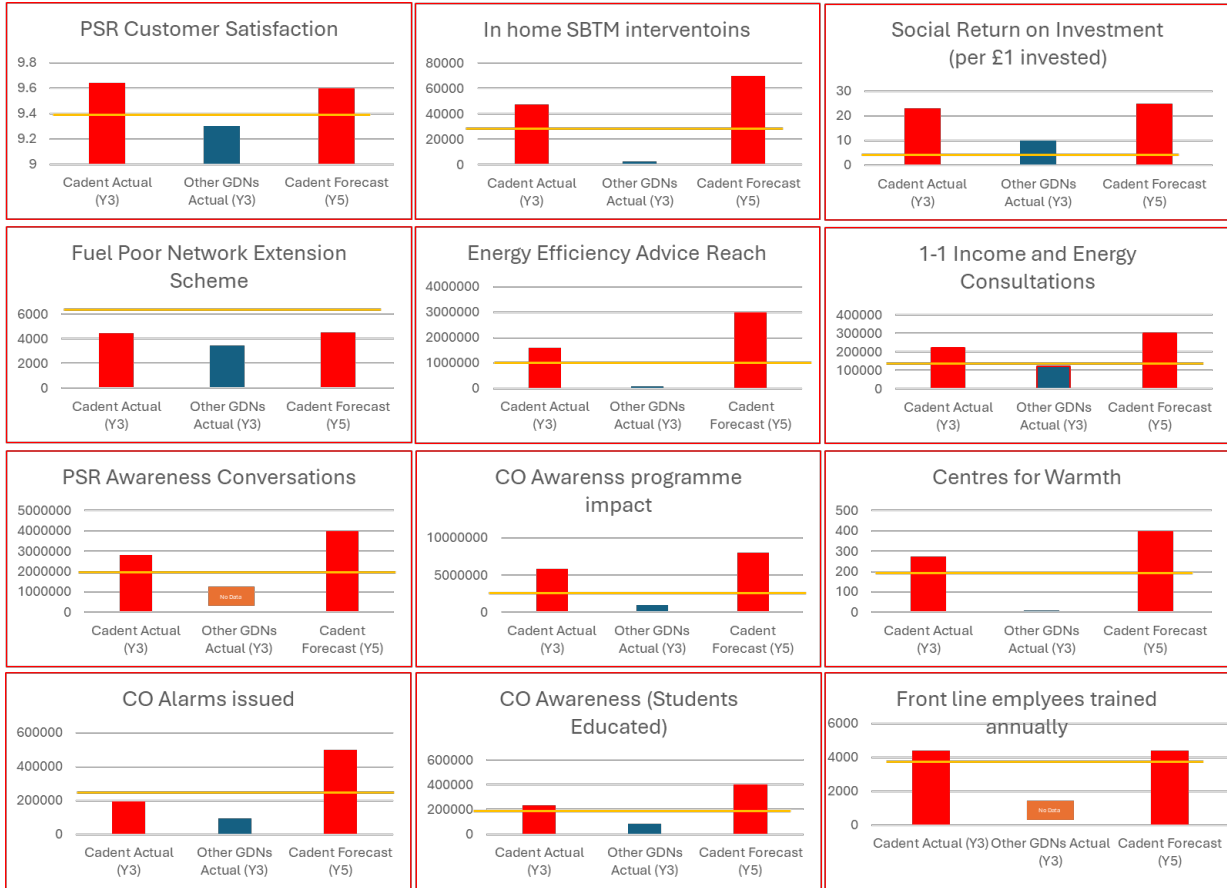 PSR Customer Satisfaction
9.8
9.6
9.4
9.2
9
Cadent Actual
(Y3)
Other GDNs
Actual (Y3)
Cadent Forecast
(Y5)
In home SBTM interventoins
80000
60000
40000
20000
0
Cadent Actual
(Y3)
Other GDNs
Actual (Y3)
Cadent Forecast
(Y5)
Social Return on Investment
(per £1 invested)
30
20
10
0
Cadent Actual
(Y3)
Other GDNs
Actual (Y3)
Cadent Forecast
(Y5)
Fuel Poor Network Extension
Scheme
6000
4000
2000
0
Cadent Actual
(Y3)
Other GDNs
Actual (Y3)
Cadent Forecast
(Y5)
Energy Efficiency Advice Reach
4000000
3000000
2000000
1000000
0
Cadent Actual
(Y3)
Other GDNs
Actual (Y3)
Cadent
Forecast (Y5)
1-1 Income and Energy
Consultations
400000
300000
200000
100000
0
Cadent Actual
(Y3)
Other GDNs
Actual (Y3)
Cadent Forecast
(Y5)
PSR Awareness Conversations
5000000
4000000
3000000
2000000
1000000
0
No Data
Cadent Actual
(Y3)
Other GDNs
Actual (Y3)
Cadent
Forecast (Y5)
CO Awarenss programme
impact
10000000
5000000
0
Cadent Actual
(Y3)
Other GDNs
Actual (Y3)
Cadent
Forecast (Y5)
Centres for Warmth
500
400
300
200
100
0
Cadent Actual
(Y3)
Other GDNs
Actual (Y3)
Cadent Forecast
(Y5)
CO Alarms issued
600000
400000
200000
0
Cadent Actual
(Y3)
Other GDNs
Actual (Y3)
Cadent Forecast
(Y5)
CO Awareness (Students
Educated)
600000
400000
200000
0
Cadent Actual
(Y3)
Other GDNs
Actual (Y3)
Cadent Forecast
(Y5)
Front line emplyees trained
annually
6000
4000
2000
0
No Data
Cadent Actual (Y3)
Other GDNs Actual
(Y3)
Cadent Forecast
(Y5)